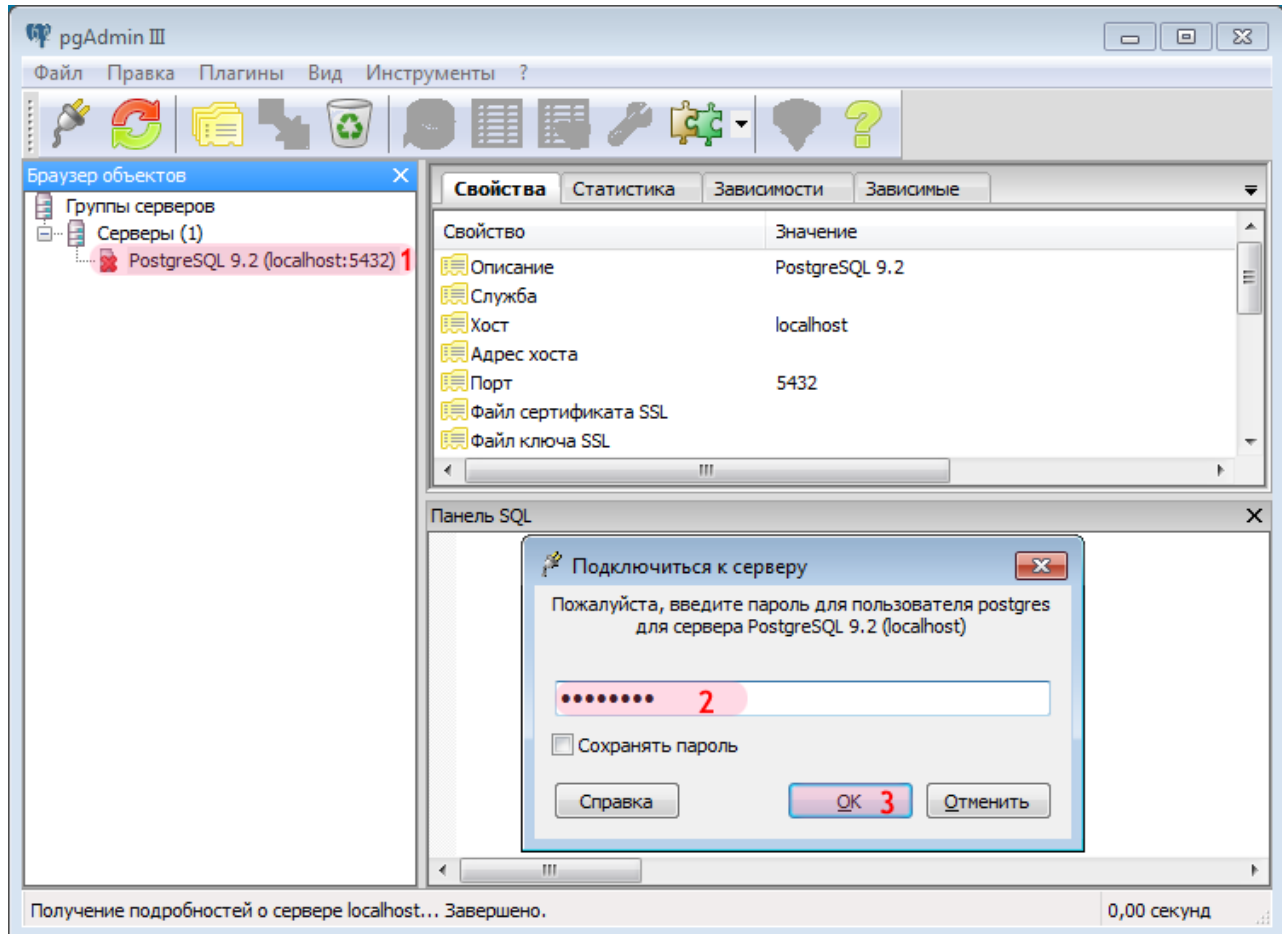 pgAdmin III
Файл Правка Плагины Вид Инструменты ?
Браузер объектов
Группы серверов
Серверы (1)
PostgreSQL 9.2 (localhost:5432) 1
Свойства Статистика Зависимости Зависимые
Свойство Значение
Описание PostgreSQL 9.2
Служба
Хост localhost
Адрес хоста
Порт 5432
Файл сертификата SSL
Файл ключа SSL
Панель SQL
Подключиться к серверу
Пожалуйста, введите пароль для пользователя postgres
для сервера PostgreSQL 9.2 (localhost)
•••••••• 2
Сохранять пароль
Справка OK 3 Отменить
Получение подробностей о сервере localhost... Завершено. 0,00 секунд